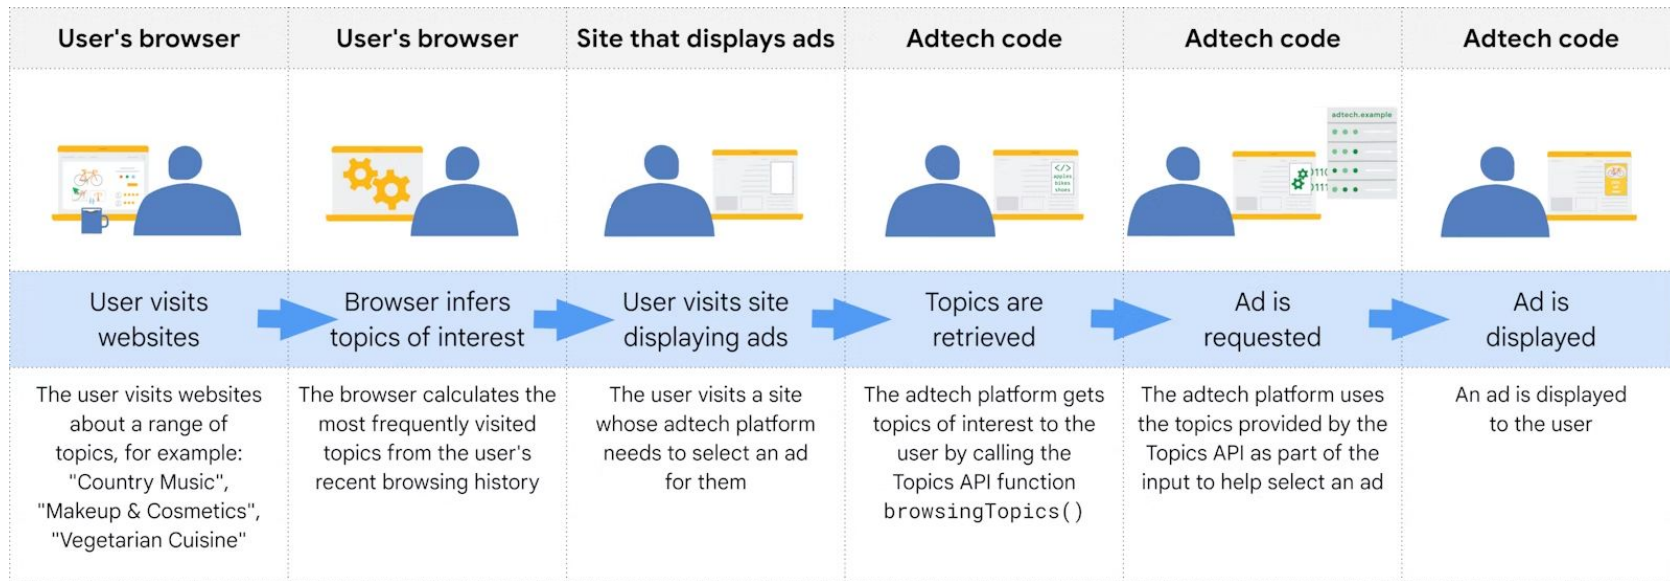 User's browser
User's browser
Site that displays ads
Adtech code
Adtech code
Adtech code
</>
apples
bikes
shoes
adtech.example
0110
0111
User visits
websites
Browser infers
topics of interest
User visits site
displaying ads
Topics are
retrieved
Ad is
requested
Ad is
displayed
The user visits websites
about a range of
topics, for example:
"Country Music",
"Makeup & Cosmetics",
"Vegetarian Cuisine"
The browser calculates the
most frequently visited
topics from the user's
recent browsing history
The user visits a site
whose adtech platform
needs to select an ad
for them
The adtech platform gets
topics of interest to the
user by calling the
Topics API function
browsingTopics()
The adtech platform uses
the topics provided by the
Topics API as part of the
input to help select an ad
An ad is displayed
to the user